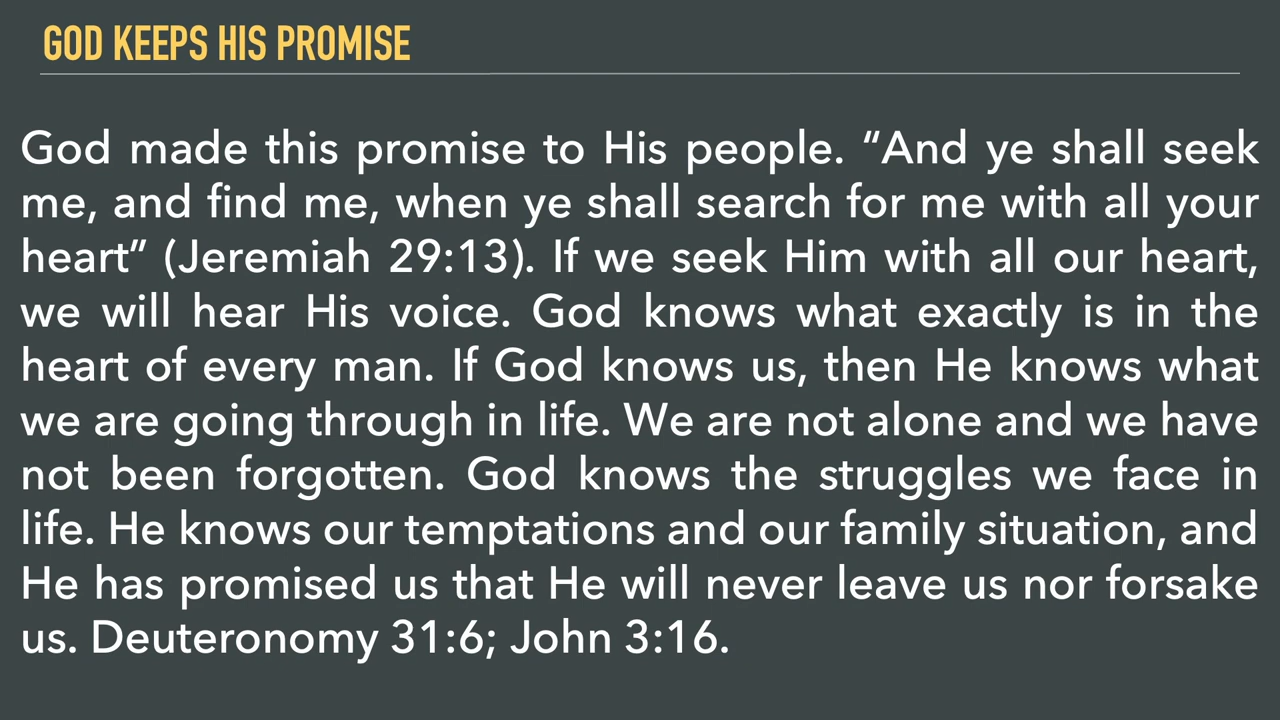 GOD KEEPS HIS PROMISE
God made this promise to His people. “And ye shall seek
me, and find me, when ye shall search for me with all your
heart” (Jeremiah 29:13). If we seek Him with all our heart,
we will hear His voice. God knows what exactly is in the
heart of every man. If God knows us, then He knows what
we are going through in life. We are not alone and we have
not been forgotten. God knows the struggles we face in
life. He knows our temptations and our family situation, and
He has promised us that He will never leave us nor forsake
us. Deuteronomy 31:6; John 3:16.